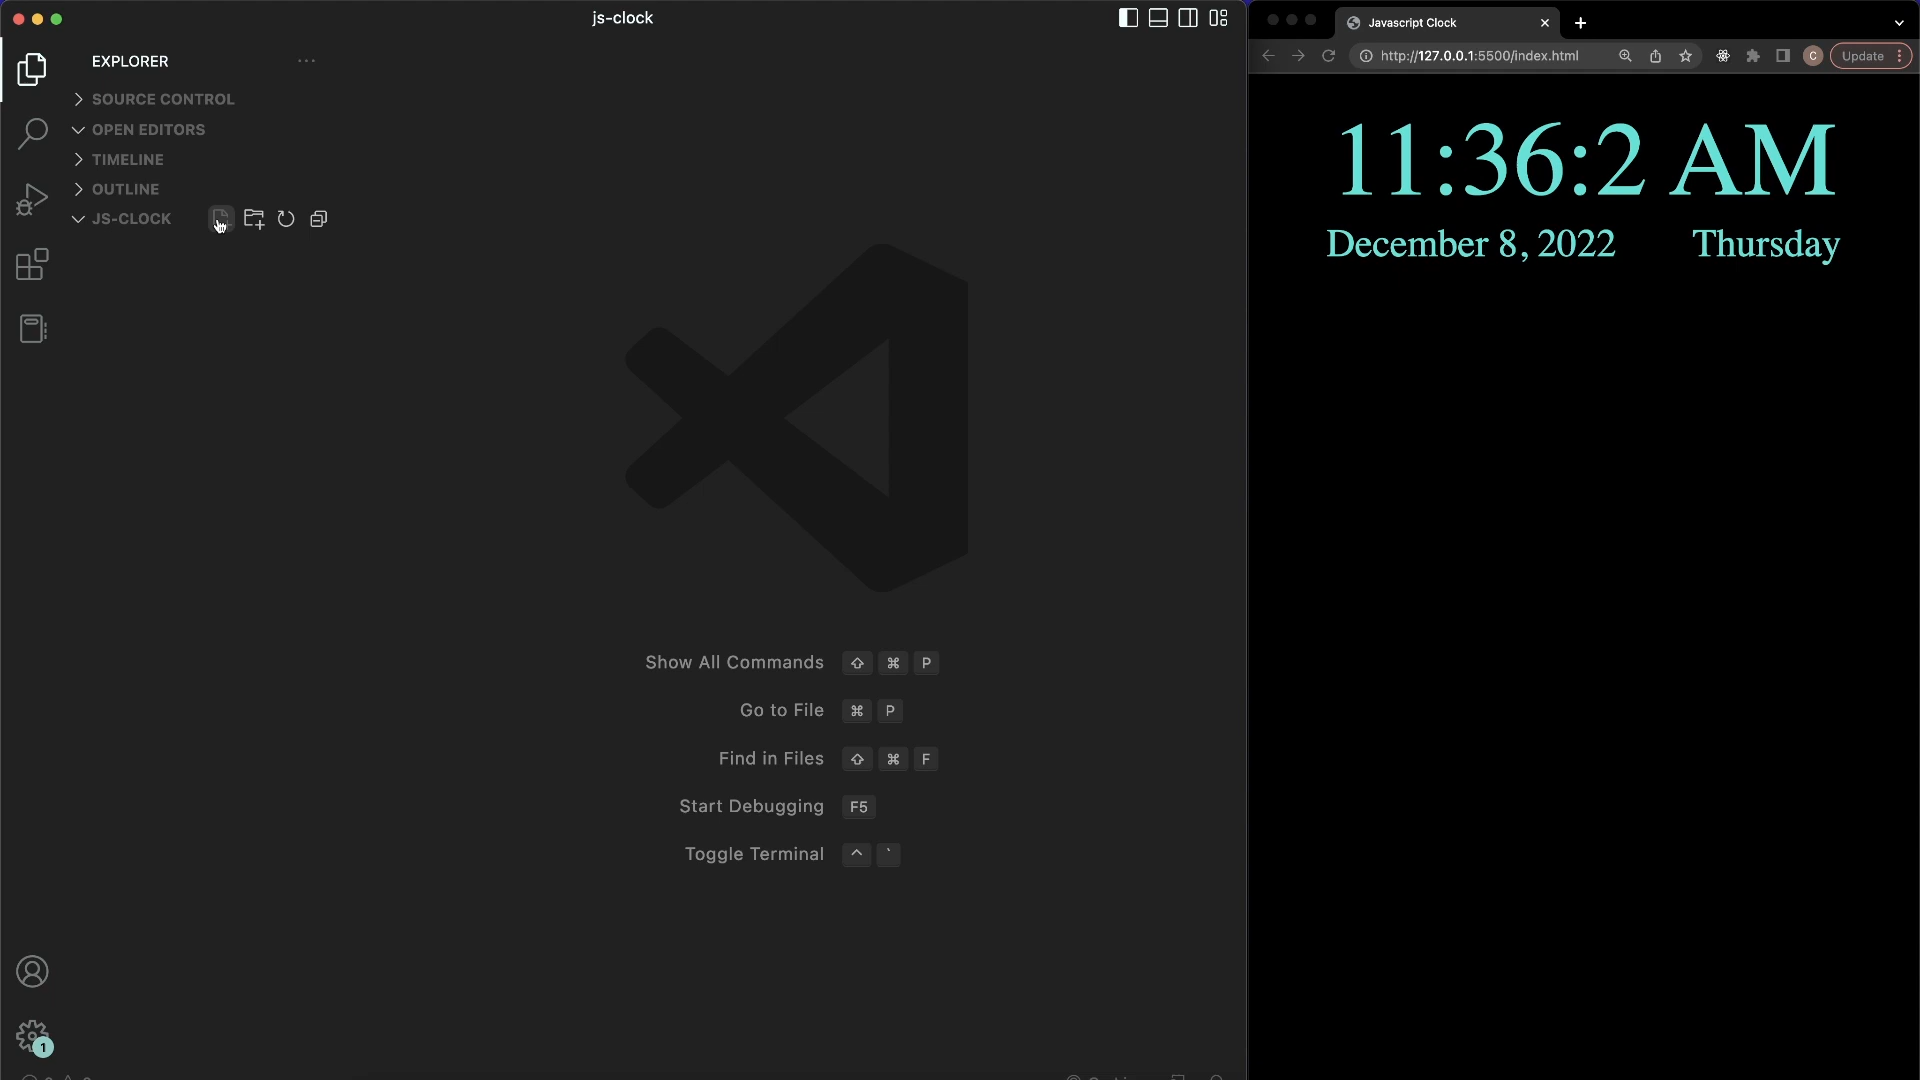 js-clock
EXPLORER
SOURCE CONTROL
OPEN EDITORS
TIMELINE
OUTLINE
JS-CLOCK
Show All Commands ⇧ ⌘ P
Go to File ⌘ P
Find in Files ⇧ ⌘ F
Start Debugging F5
Toggle Terminal ^ `
1
Javascript Clock
http://127.0.0.1:5500/index.html
C
Update
11:36:2 AM
December 8, 2022 Thursday